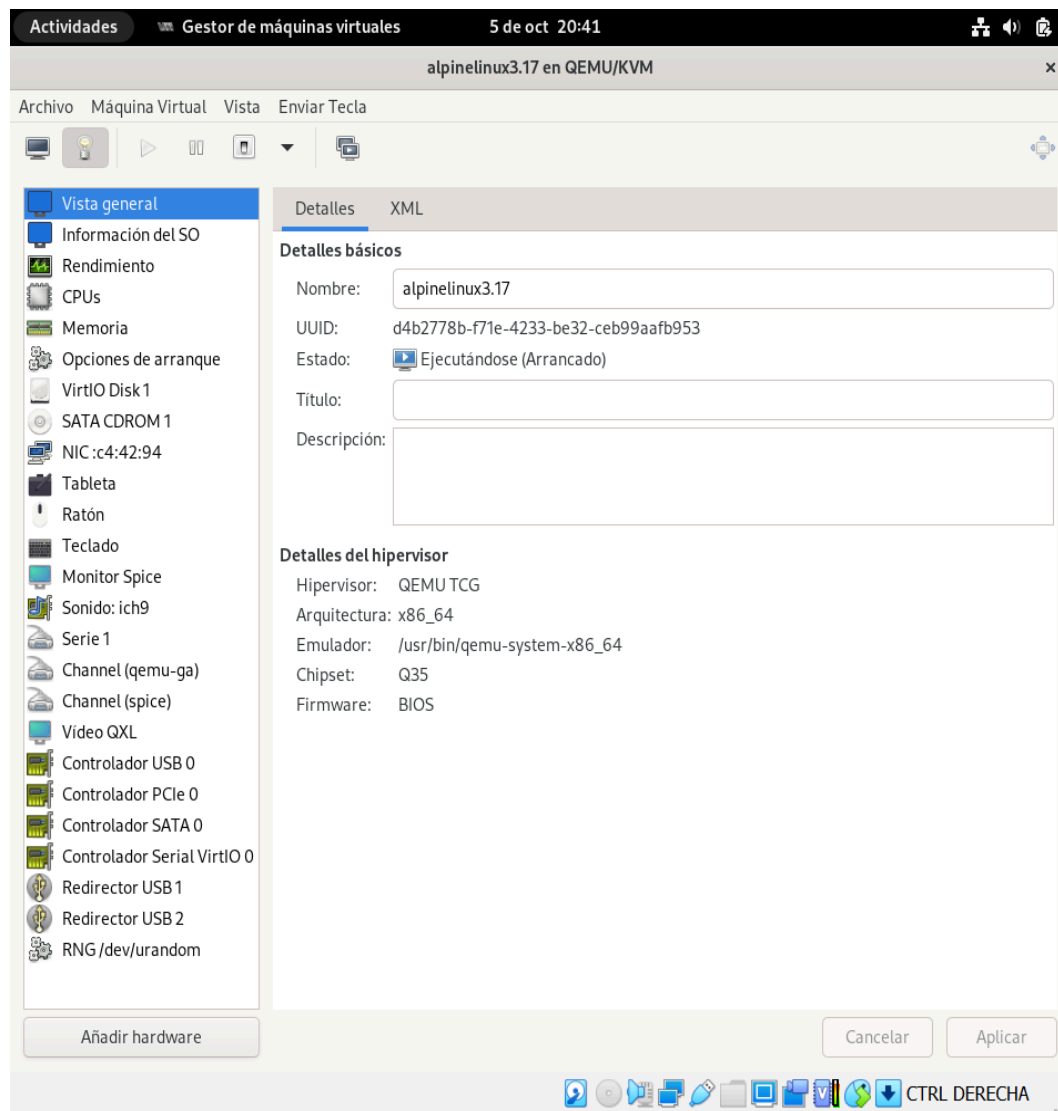 Actividades Gestor de máquinas virtuales 5 de oct 20:41
alpinelinux3.17 en QEMU/KVM
Archivo Máquina Virtual Vista Enviar Tecla
Vista general
Información del SO
Rendimiento
CPUs
Memoria
Opciones de arranque
VirtIO Disk 1
SATA CDROM 1
NIC :c4:42:94
Tableta
Ratón
Teclado
Monitor Spice
Sonido: ich9
Serie 1
Channel (qemu-ga)
Channel (spice)
Vídeo QXL
Controlador USB 0
Controlador PCIe 0
Controlador SATA 0
Controlador Serial VirtIO 0
Redirector USB 1
Redirector USB 2
RNG /dev/urandom
Añadir hardware
Detalles XML
Detalles básicos
Nombre: alpinelinux3.17
UUID: d4b2778b-f71e-4233-be32-ceb99aafb953
Estado: Ejecutándose (Arrancado)
Título:
Descripción:
Detalles del hipervisor
Hipervisor: QEMU TCG
Arquitectura: x86_64
Emulador: /usr/bin/qemu-system-x86_64
Chipset: Q35
Firmware: BIOS
Cancelar Aplicar
CTRL DERECHA